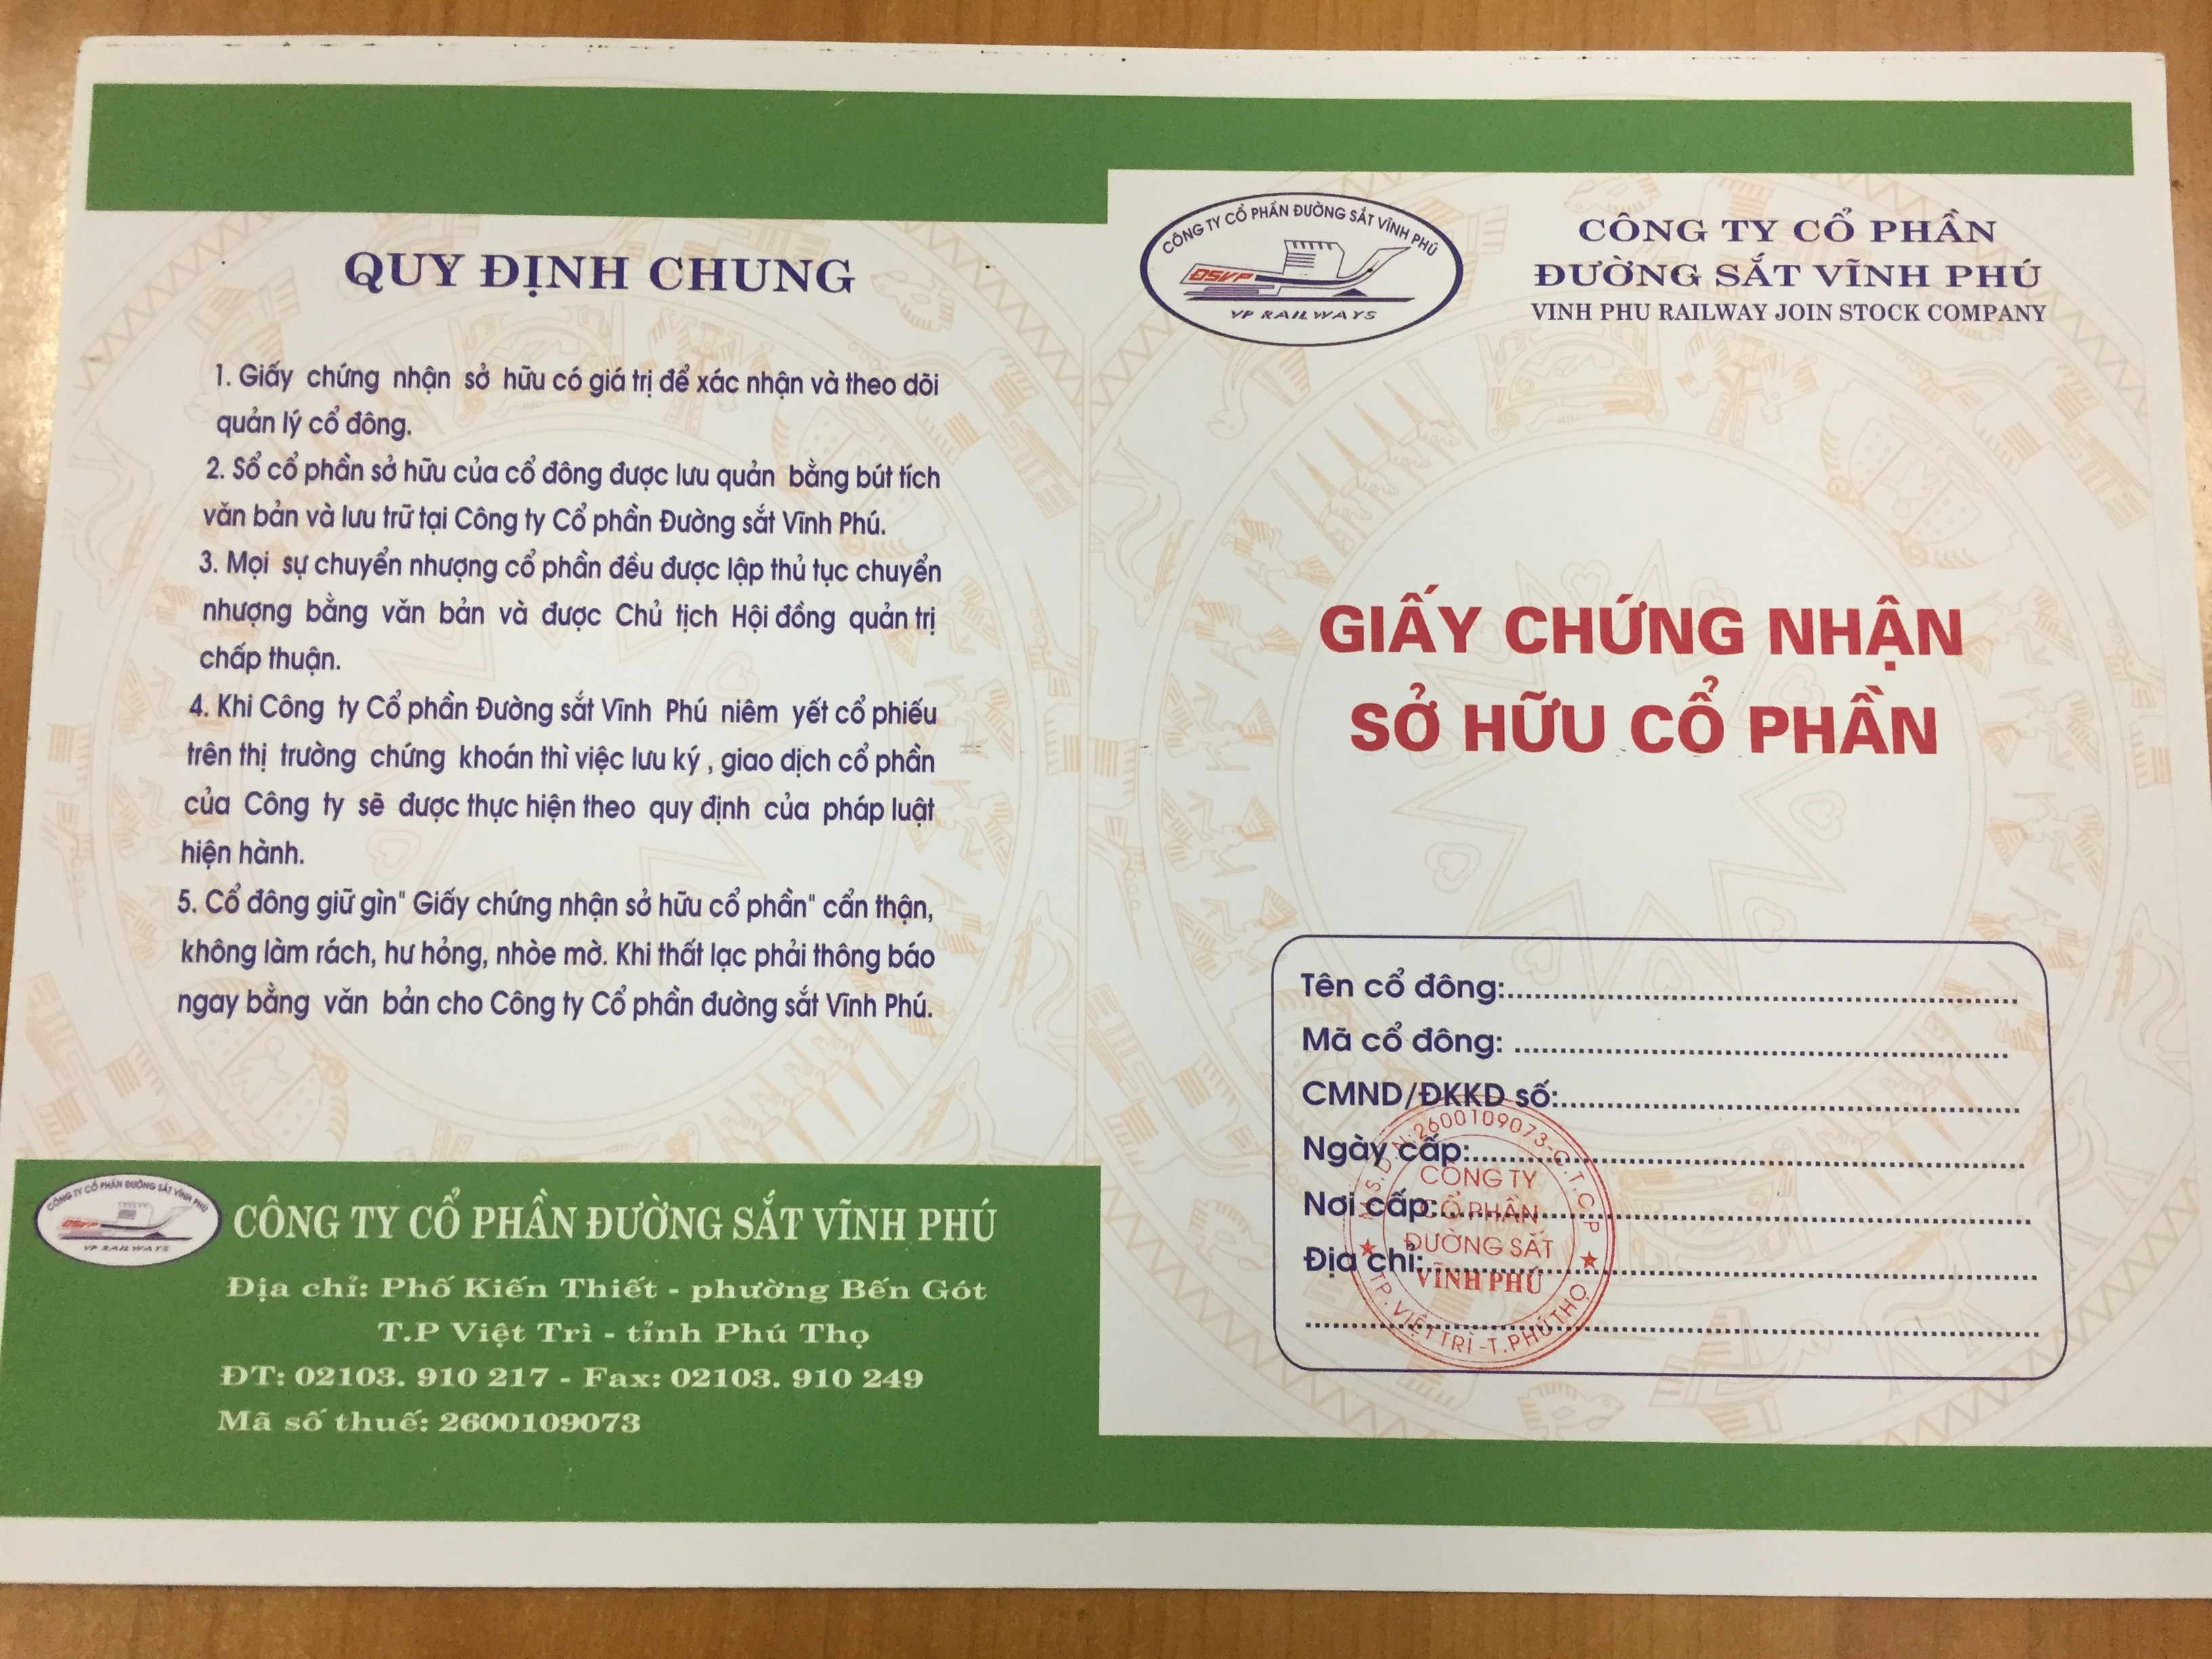 QUY ĐỊNH CHUNG
1. Giấy chứng nhận sở hữu có giá trị để xác nhận và theo dõi
quản lý cổ đông.
2. Sổ cổ phần sở hữu của cổ đông được lưu quản bằng bút tích
văn bản và lưu trữ tại Công ty Cổ phần Đường sắt Vĩnh Phú.
3. Mọi sự chuyển nhượng cổ phần đều được lập thủ tục chuyển
nhượng bằng văn bản và được Chủ tịch Hội đồng quản trị
chấp thuận.
4. Khi Công ty Cổ phần Đường sắt Vĩnh Phú niêm yết cổ phiếu
trên thị trường chứng khoán thì việc lưu ký , giao dịch cổ phần
của Công ty sẽ được thực hiện theo quy định của pháp luật
hiện hành.
5. Cổ đông giữ gìn" Giấy chứng nhận sở hữu cổ phần" cẩn thận,
không làm rách, hư hỏng, nhòe mờ. Khi thất lạc phải thông báo
ngay bằng văn bản cho Công ty Cổ phần đường sắt Vĩnh Phú.
CÔNG TY CỔ PHẦN ĐƯỜNG SẮT VĨNH PHÚ
ĐSVP
VP RAILWAYS
CÔNG TY CỔ PHẦN ĐƯỜNG SẮT VĨNH PHÚ
Địa chỉ: Phố Kiến Thiết - phường Bến Gót
T.P Việt Trì - tỉnh Phú Thọ
ĐT: 02103. 910 217 - Fax: 02103. 910 249
Mã số thuế: 2600109073
CÔNG TY CỔ PHẦN ĐƯỜNG SẮT VĨNH PHÚ
ĐSVP
VP RAILWAYS
CÔNG TY CỔ PHẦN
ĐƯỜNG SẮT VĨNH PHÚ
VINH PHU RAILWAY JOIN STOCK COMPANY
GIẤY CHỨNG NHẬN
SỞ HỮU CỔ PHẦN
Tên cổ đông:
Mã cổ đông:
CMND/ĐKKD số:
Ngày cấp:
Nơi cấp:
Địa chỉ:
M.S.D.N:2600109073-C.T.C.P
CÔNG TY
CỔ PHẦN
ĐƯỜNG SẮT
VĨNH PHÚ
TP.VIỆT TRÌ-T.PHÚ THỌ